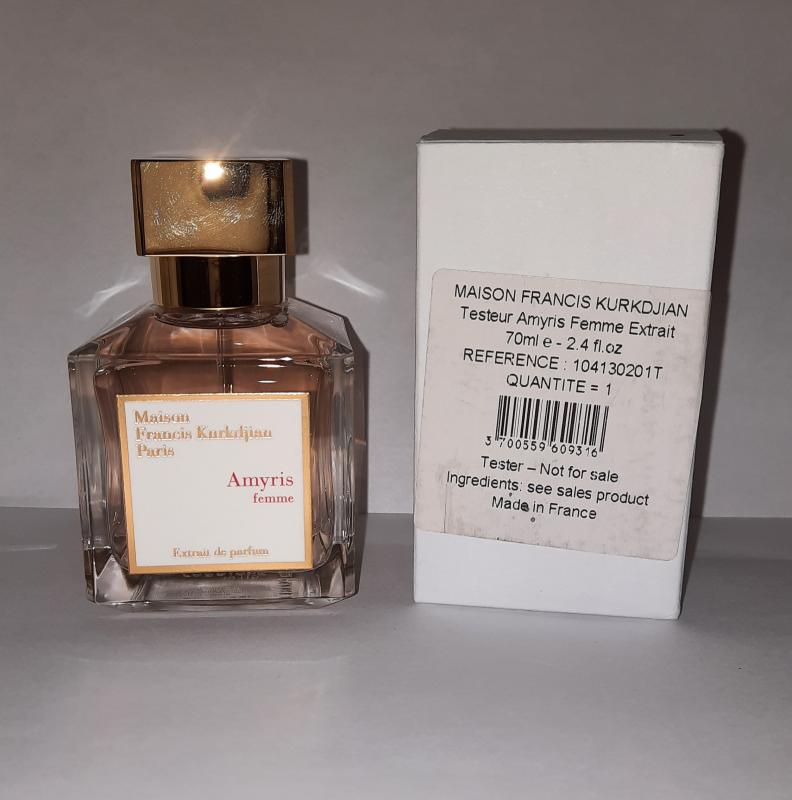 Maison
Francis Kurkdjian
Paris
Amyris
femme
Extrait de parfum
MAISON FRANCIS KURKDJIAN
Testeur Amyris Femme Extrait
70ml e - 2.4 fl.oz
REFERENCE : 104130201T
QUANTITE = 1
3 700559 609316
Tester – Not for sale
Ingredients: see sales product
Made in France